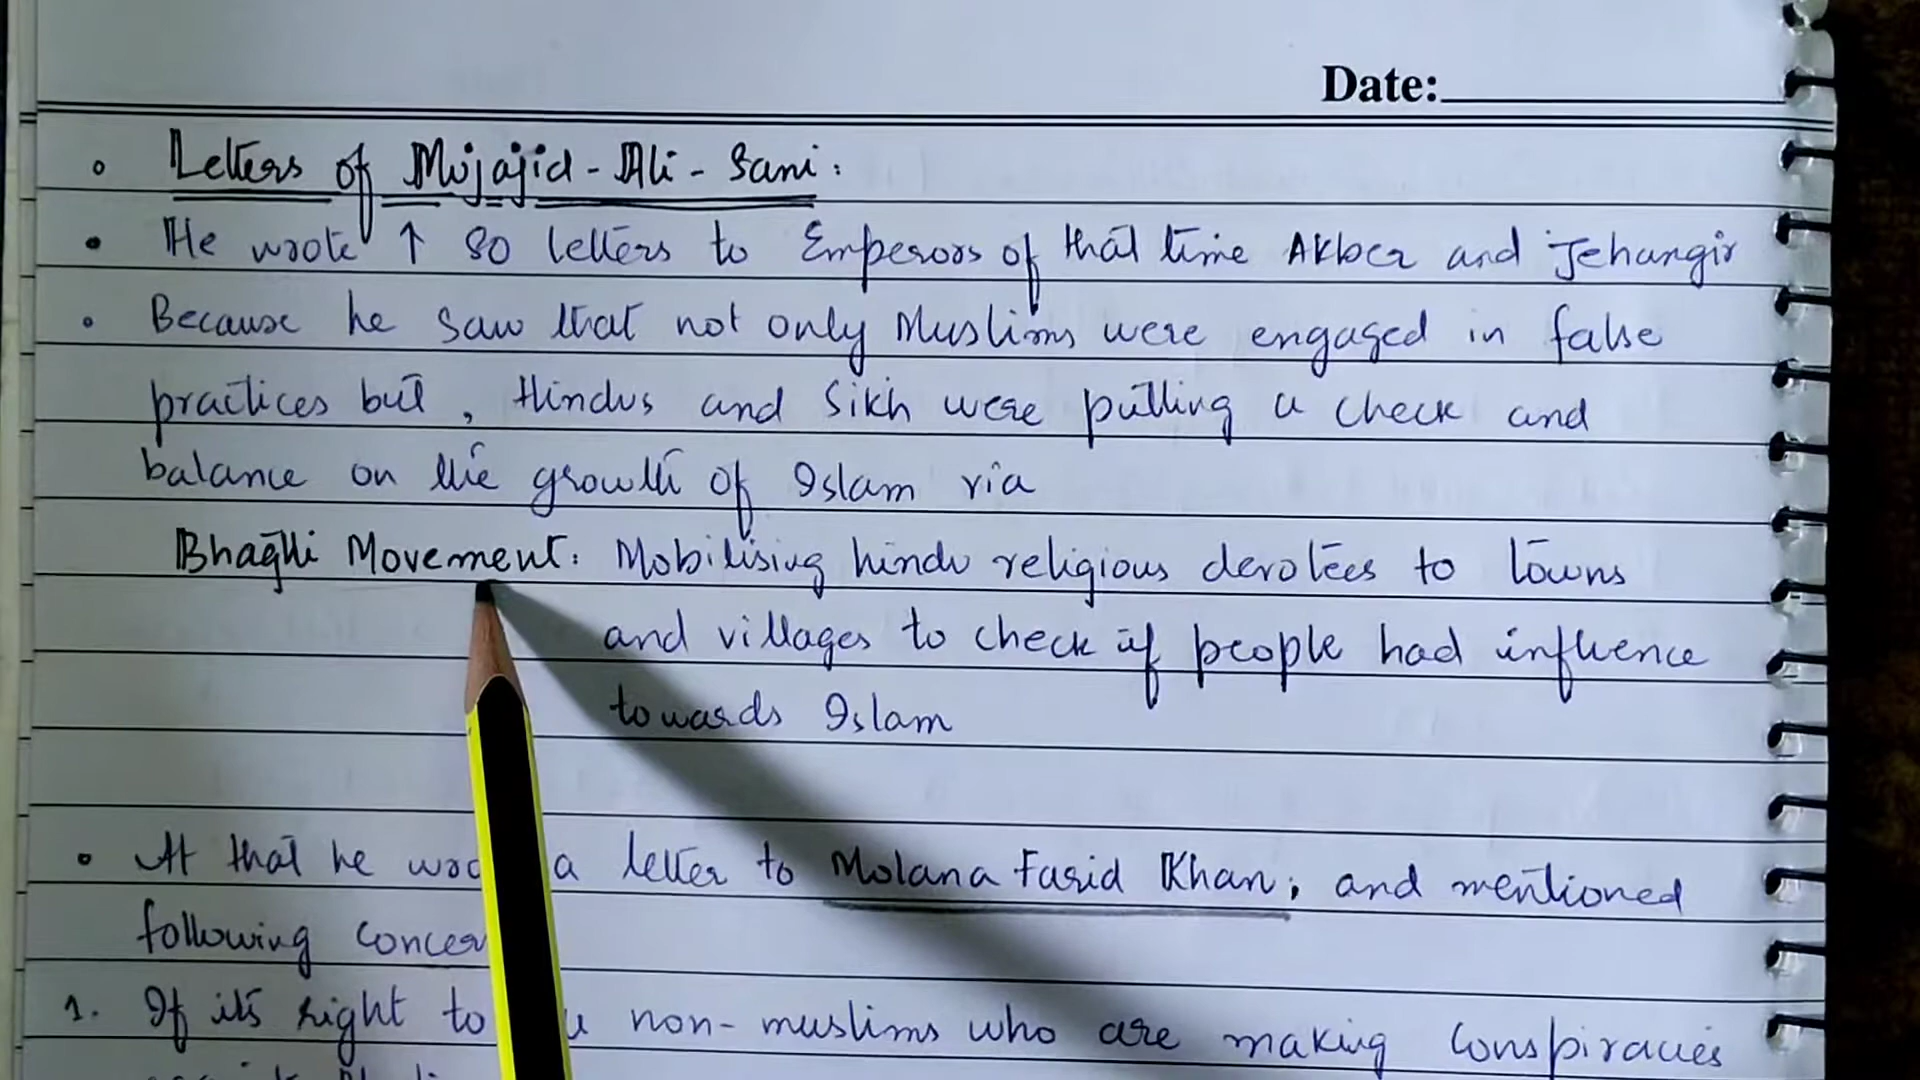 Date:
Letters of Mujajid-Ali-Sani:
He wrote ↑ 80 letters to Emperors of that time Akber and Jehangir
Because he saw that not only Muslims were engaged in false
practices but, Hindus and Sikh were putting a check and
balance on the growth of Islam via
Bhagti Movement: Mobilising hindu religious devotees to towns
and villages to check if people had influence
towards Islam
At that he a letter to Molana Farid Khan, and mentioned
following
1. If it's right to non-muslims who are making conspiracies